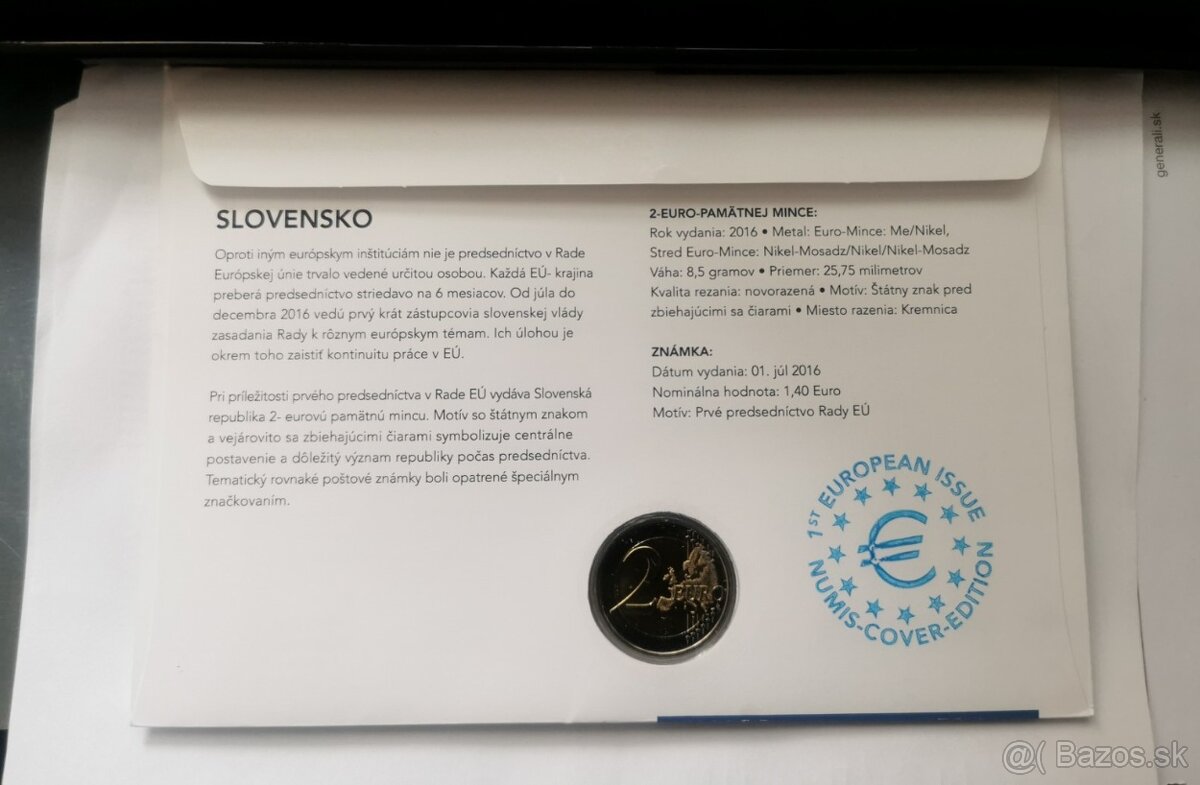 SLOVENSKO
Oproti iným európskym inštitúciám nie je predsedníctvo v Rade
Európskej únie trvalo vedené určitou osobou. Každá EÚ- krajina
preberá predsedníctvo striedavo na 6 mesiacov. Od júla do
decembra 2016 vedú prvý krát zástupcovia slovenskej vlády
zasadania Rady k rôznym európskym témam. Ich úlohou je
okrem toho zaistiť kontinuitu práce v EÚ.
Pri príležitosti prvého predsedníctva v Rade EÚ vydáva Slovenská
republika 2- eurovú pamätnú mincu. Motív so štátnym znakom
a vejárovito sa zbiehajúcimi čiarami symbolizuje centrálne
postavenie a dôležitý význam republiky počas predsedníctva.
Tematický rovnaké poštové známky boli opatrené špeciálnym
značkovaním.
2-EURO-PAMÄTNEJ MINCE:
Rok vydania: 2016 • Metal: Euro-Mince: Me/Nikel,
Stred Euro-Mince: Nikel-Mosadz/Nikel/Nikel-Mosadz
Váha: 8,5 gramov • Priemer: 25,75 milimetrov
Kvalita rezania: novorazená • Motív: Štátny znak pred
zbiehajúcimi sa čiarami • Miesto razenia: Kremnica
ZNÁMKA:
Dátum vydania: 01. júl 2016
Nominálna hodnota: 1,40 Euro
Motív: Prvé predsedníctvo Rady EÚ
1ST EUROPEAN ISSUE
€
NUMIS-COVER-EDITION
2 EURO
generali.sk
@( Bazos.sk